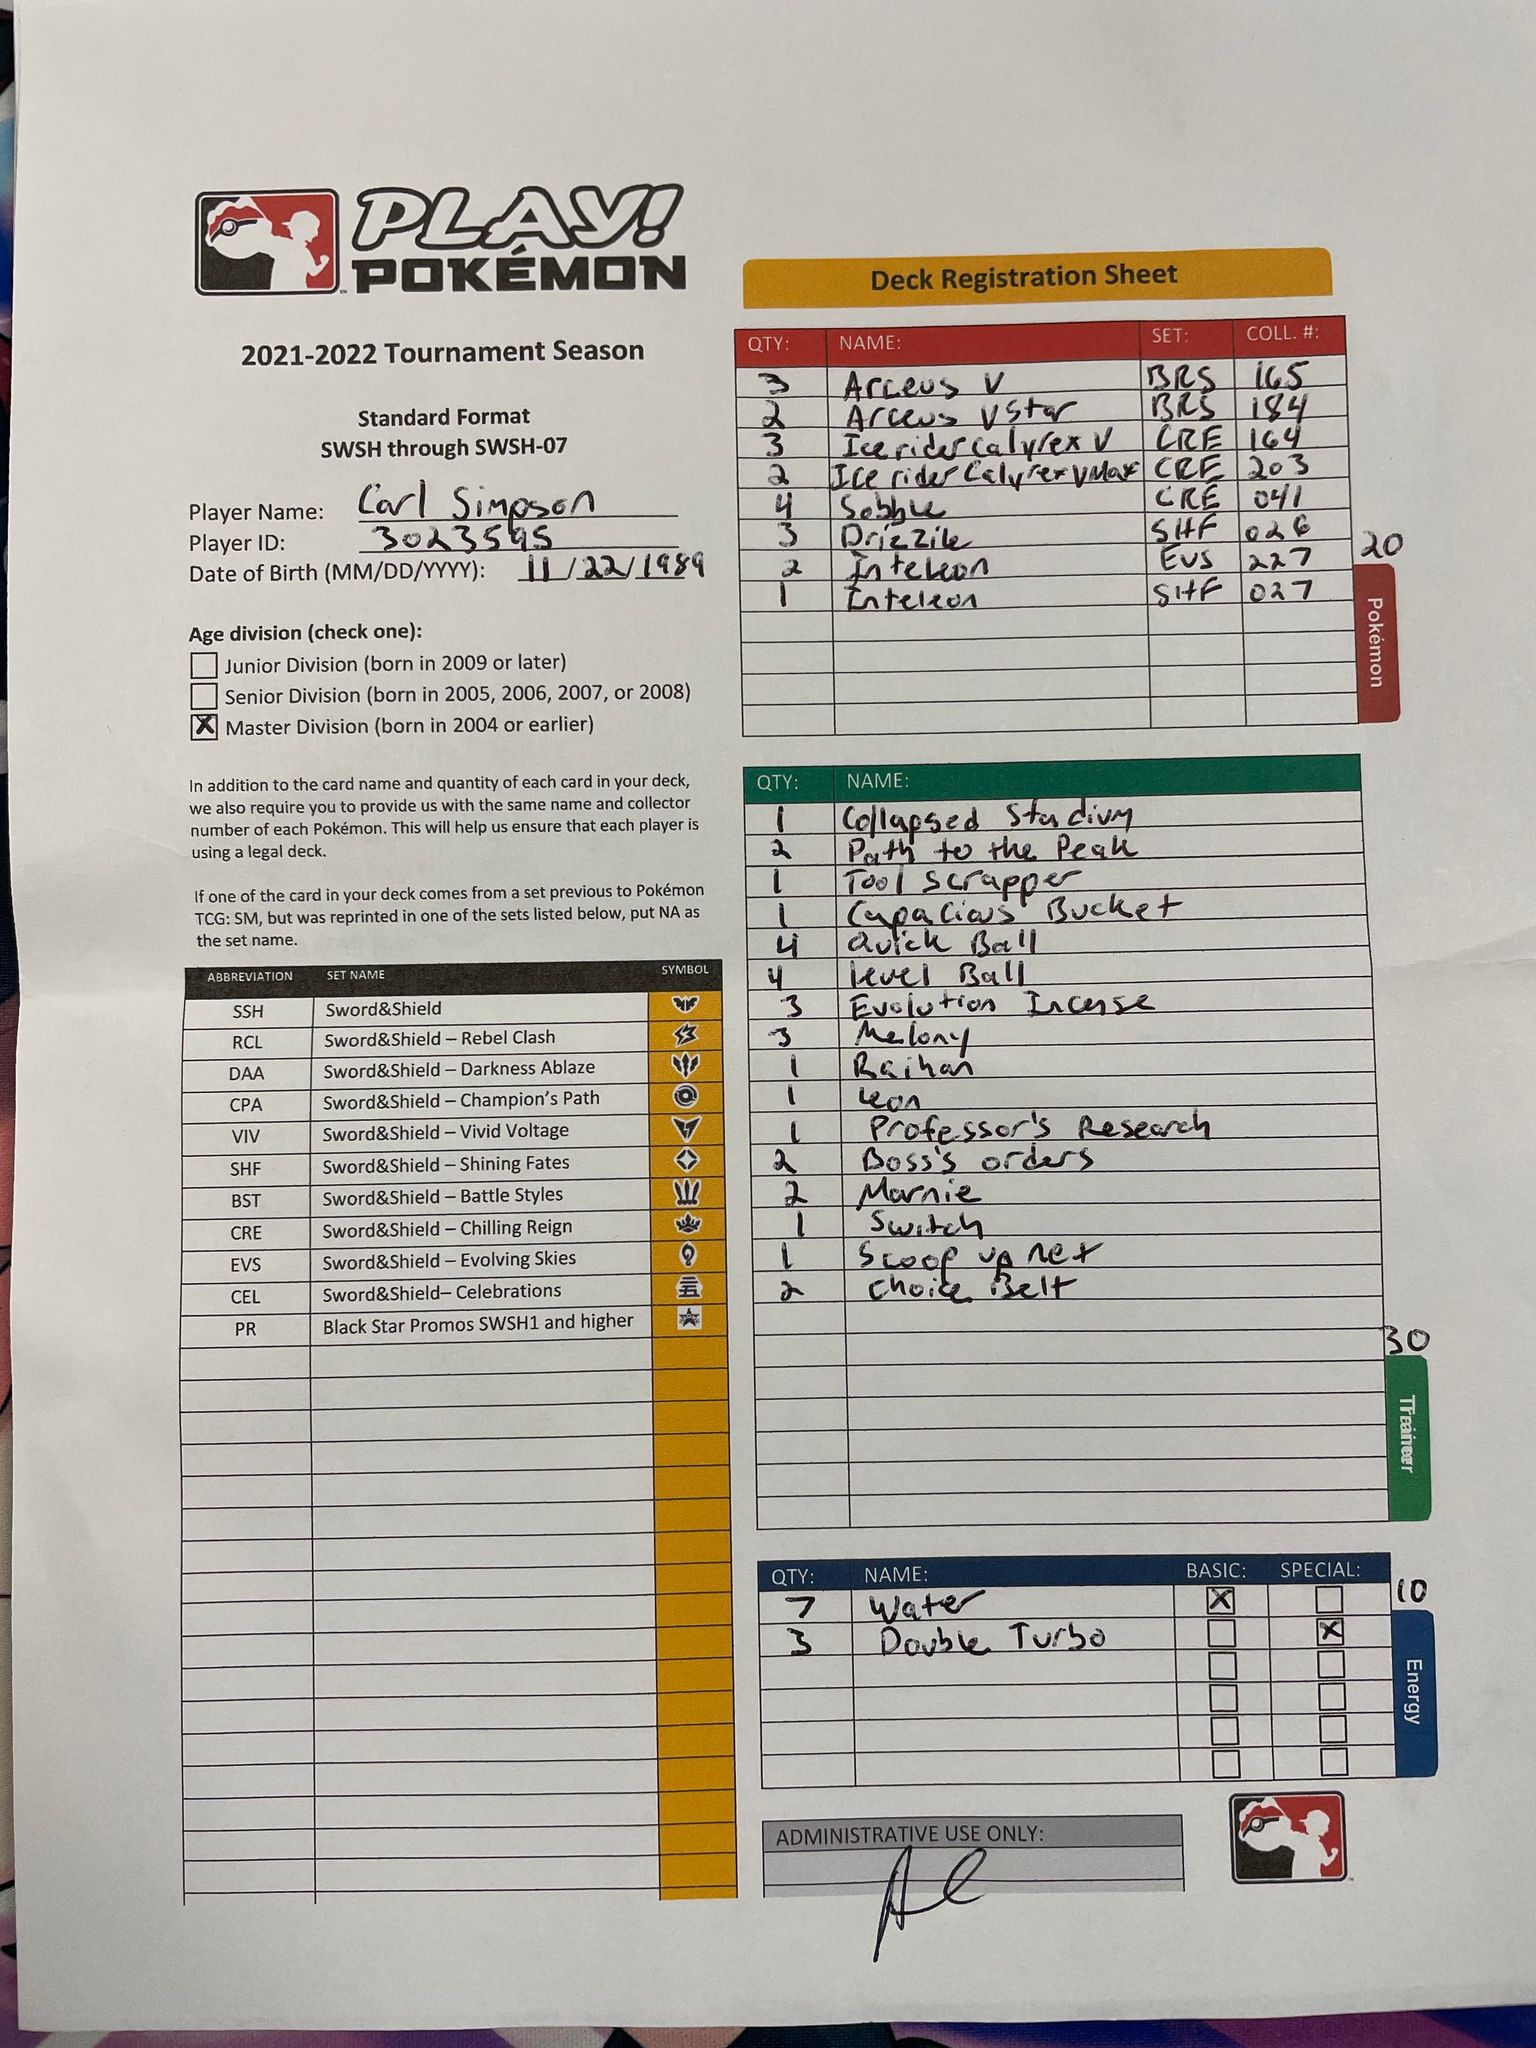 PLAY!
POKÉMON
2021-2022 Tournament Season
Standard Format
SWSH through SWSH-07
Player Name: Carl Simpson
Player ID: 3023595
Date of Birth (MM/DD/YYYY): 11/22/1989
Age division (check one):
Junior Division (born in 2009 or later)
Senior Division (born in 2005, 2006, 2007, or 2008)
X Master Division (born in 2004 or earlier)
In addition to the card name and quantity of each card in your deck,
we also require you to provide us with the same name and collector
number of each Pokémon. This will help us ensure that each player is
using a legal deck.
If one of the card in your deck comes from a set previous to Pokémon
TCG: SM, but was reprinted in one of the sets listed below, put NA as
the set name.
ABBREVIATION SET NAME SYMBOL
SSH Sword&Shield
RCL Sword&Shield – Rebel Clash
DAA Sword&Shield – Darkness Ablaze
CPA Sword&Shield – Champion's Path
VIV Sword&Shield – Vivid Voltage
SHF Sword&Shield – Shining Fates
BST Sword&Shield – Battle Styles
CRE Sword&Shield – Chilling Reign
EVS Sword&Shield – Evolving Skies
CEL Sword&Shield– Celebrations
PR Black Star Promos SWSH1 and higher
Deck Registration Sheet
QTY: NAME: SET: COLL. #:
3 Arceus V BRS 165
2 Arceus VStar BRS 184
3 Ice rider Calyrex V CRE 164
2 Ice rider Calyrex VMax CRE 203
4 Sobble CRE 041
3 Drizzile SHF 026
2 Inteleon EVS 227
1 Inteleon SHF 027
20
Pokémon
QTY: NAME:
1 Collapsed Stadium
2 Path to the Peak
1 Tool Scrapper
1 Capacious Bucket
4 Quick Ball
4 level Ball
3 Evolution Incense
3 Melony
1 Raihan
1 Leon
1 Professor's Research
2 Boss's orders
2 Marnie
1 Switch
1 Scoop up net
2 Choice Belt
30
Trainer
QTY: NAME: BASIC: SPECIAL:
7 Water X
3 Double Turbo X
10
Energy
ADMINISTRATIVE USE ONLY: